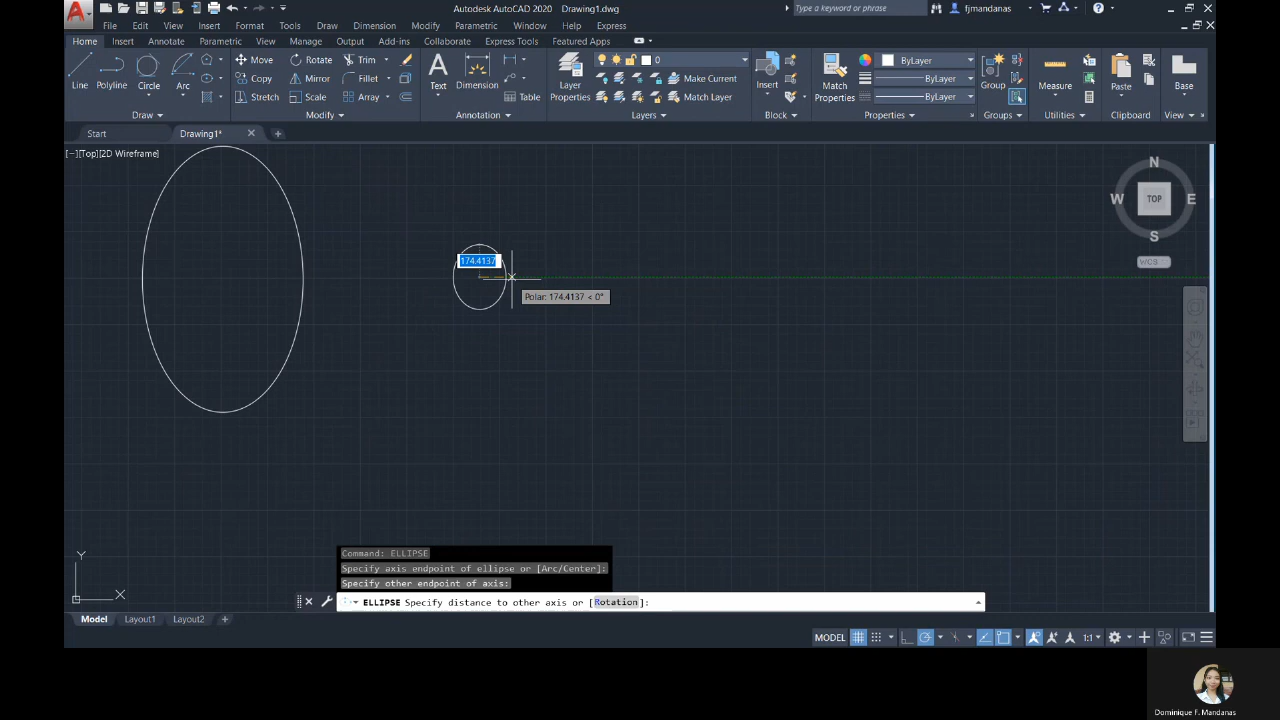 Autodesk AutoCAD 2020 Drawing1.dwg
Type a keyword or phrase
fjmandanas
File Edit View Insert Format Tools Draw Dimension Modify Parametric Window Help Express
Home Insert Annotate Parametric View Manage Output Add-ins Collaborate Express Tools Featured Apps
Line Polyline Circle Arc
Move Rotate Trim
Copy Mirror Fillet
Stretch Scale Array
Text Dimension
Table
Layer Properties
0
Make Current
Match Layer
Insert
Match Properties
ByLayer
ByLayer
ByLayer
Group
Measure
Paste
Base
Draw Modify Annotation Layers Block Properties Groups Utilities Clipboard View
Start Drawing1*
[−][Top][2D Wireframe]
N
W TOP E
S
WCS
174.4137
Polar: 174.4137 < 0°
Command: ELLIPSE
Specify axis endpoint of ellipse or [Arc/Center]:
Specify other endpoint of axis:
ELLIPSE Specify distance to other axis or [Rotation]:
Y
X
Model Layout1 Layout2
MODEL 1:1
Dominique F. Mandanas